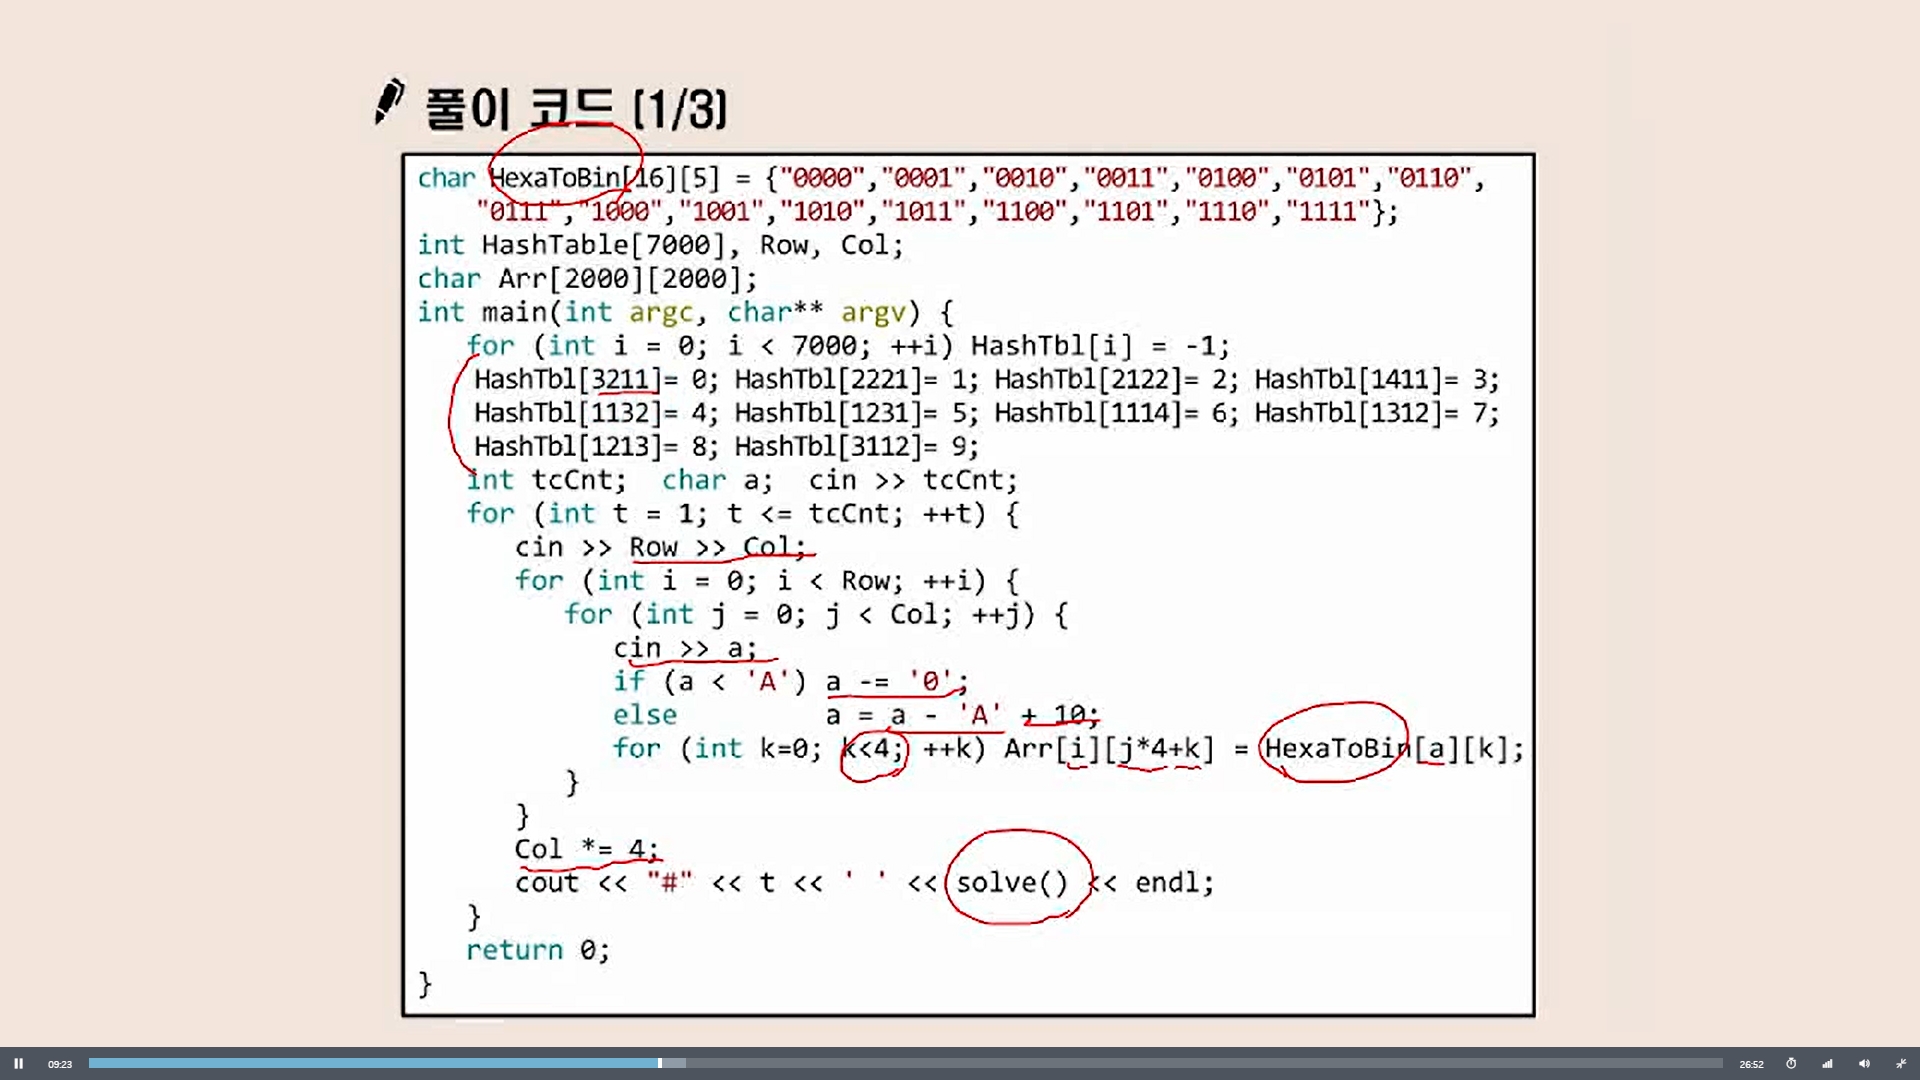 풀이 코드 (1/3)
char HexaToBin[16][5] = {"0000","0001","0010","0011","0100","0101","0110",
"0111","1000","1001","1010","1011","1100","1101","1110","1111"};
int HashTable[7000], Row, Col;
char Arr[2000][2000];
int main(int argc, char** argv) {
for (int i = 0; i < 7000; ++i) HashTbl[i] = -1;
HashTbl[3211]= 0; HashTbl[2221]= 1; HashTbl[2122]= 2; HashTbl[1411]= 3;
HashTbl[1132]= 4; HashTbl[1231]= 5; HashTbl[1114]= 6; HashTbl[1312]= 7;
HashTbl[1213]= 8; HashTbl[3112]= 9;
int tcCnt; char a; cin >> tcCnt;
for (int t = 1; t <= tcCnt; ++t) {
cin >> Row >> Col;
for (int i = 0; i < Row; ++i) {
for (int j = 0; j < Col; ++j) {
cin >> a;
if (a < 'A') a -= '0';
else a = a - 'A' + 10;
for (int k=0; k<<4; ++k) Arr[i][j*4+k] = HexaToBin[a][k];
}
}
Col *= 4;
cout << "#" << t << ' ' << solve() << endl;
}
return 0;
}
09:23 26:52